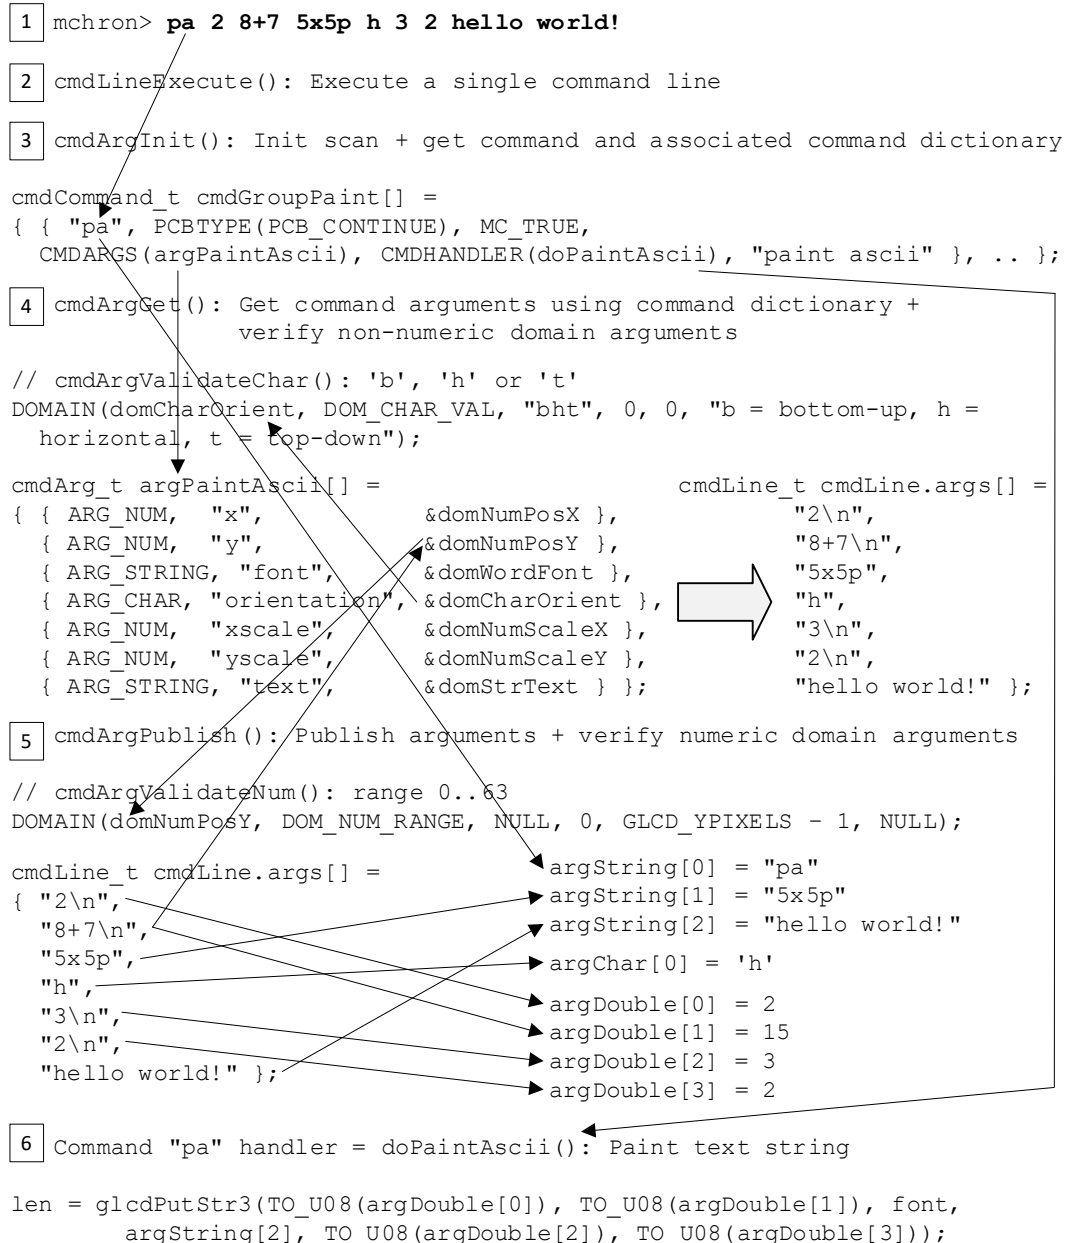 1 mchron> pa 2 8+7 5x5p h 3 2 hello world!
2 cmdLineExecute(): Execute a single command line
3 cmdArgInit(): Init scan + get command and associated command dictionary
cmdCommand_t cmdGroupPaint[] =
{ { "pa", PCBTYPE(PCB_CONTINUE), MC_TRUE,
CMDARGS(argPaintAscii), CMDHANDLER(doPaintAscii), "paint ascii" }, .. };
4 cmdArgGet(): Get command arguments using command dictionary +
verify non-numeric domain arguments
// cmdArgValidateChar(): 'b', 'h' or 't'
DOMAIN(domCharOrient, DOM_CHAR_VAL, "bht", 0, 0, "b = bottom-up, h =
horizontal, t = top-down");
cmdArg_t argPaintAscii[] = cmdLine_t cmdLine.args[] =
{ { ARG_NUM, "x", &domNumPosX }, "2\n",
{ ARG_NUM, "y", &domNumPosY }, "8+7\n",
{ ARG_STRING, "font", &domWordFont }, "5x5p",
{ ARG_CHAR, "orientation", &domCharOrient }, "h",
{ ARG_NUM, "xscale", &domNumScaleX }, "3\n",
{ ARG_NUM, "yscale", &domNumScaleY }, "2\n",
{ ARG_STRING, "text", &domStrText } }; "hello world!" };
5 cmdArgPublish(): Publish arguments + verify numeric domain arguments
// cmdArgValidateNum(): range 0..63
DOMAIN(domNumPosY, DOM_NUM_RANGE, NULL, 0, GLCD_YPIXELS – 1, NULL);
cmdLine_t cmdLine.args[] =
{ "2\n",
"8+7\n",
"5x5p",
"h",
"3\n",
"2\n",
"hello world!" };
argString[0] = "pa"
argString[1] = "5x5p"
argString[2] = "hello world!"
argChar[0] = 'h'
argDouble[0] = 2
argDouble[1] = 15
argDouble[2] = 3
argDouble[3] = 2
6 Command "pa" handler = doPaintAscii(): Paint text string
len = glcdPutStr3(TO_U08(argDouble[0]), TO_U08(argDouble[1]), font,
argString[2], TO_U08(argDouble[2]), TO_U08(argDouble[3]));